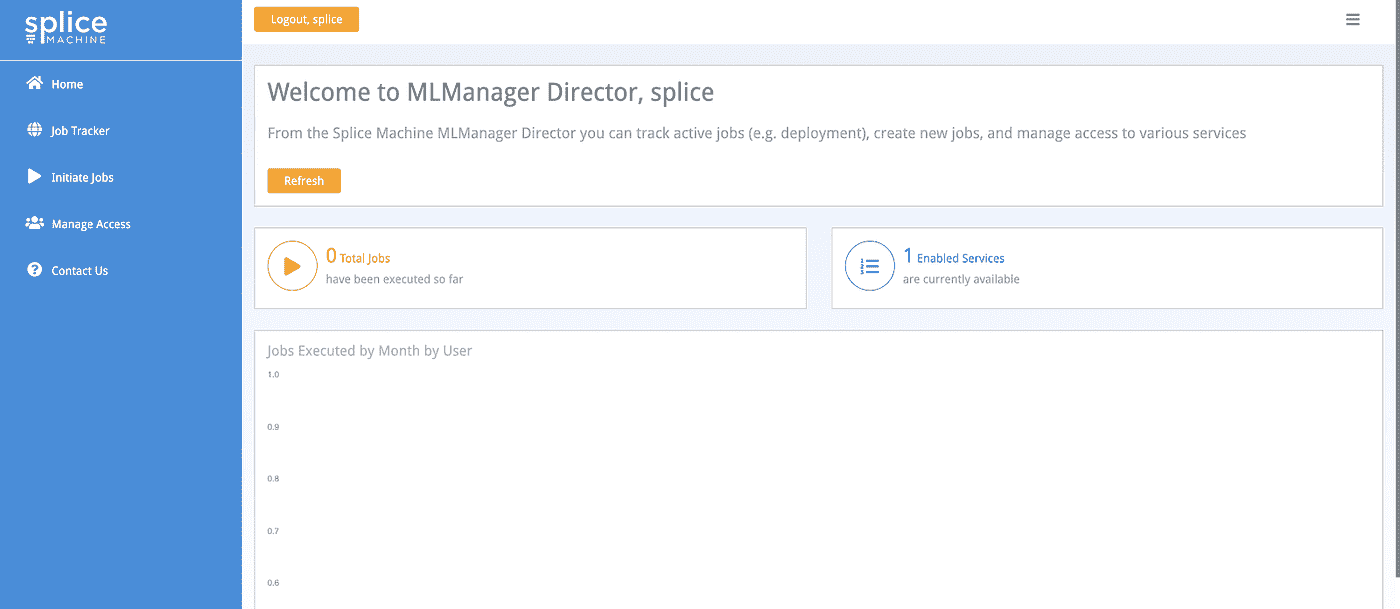 splice
MACHINE
Home
Job Tracker
Initiate Jobs
Manage Access
Contact Us
Logout, splice
Welcome to MLManager Director, splice
From the Splice Machine MLManager Director you can track active jobs (e.g. deployment), create new jobs, and manage access to various services
Refresh
0 Total Jobs
have been executed so far
1 Enabled Services
are currently available
Jobs Executed by Month by User
1.0
0.9
0.8
0.7
0.6